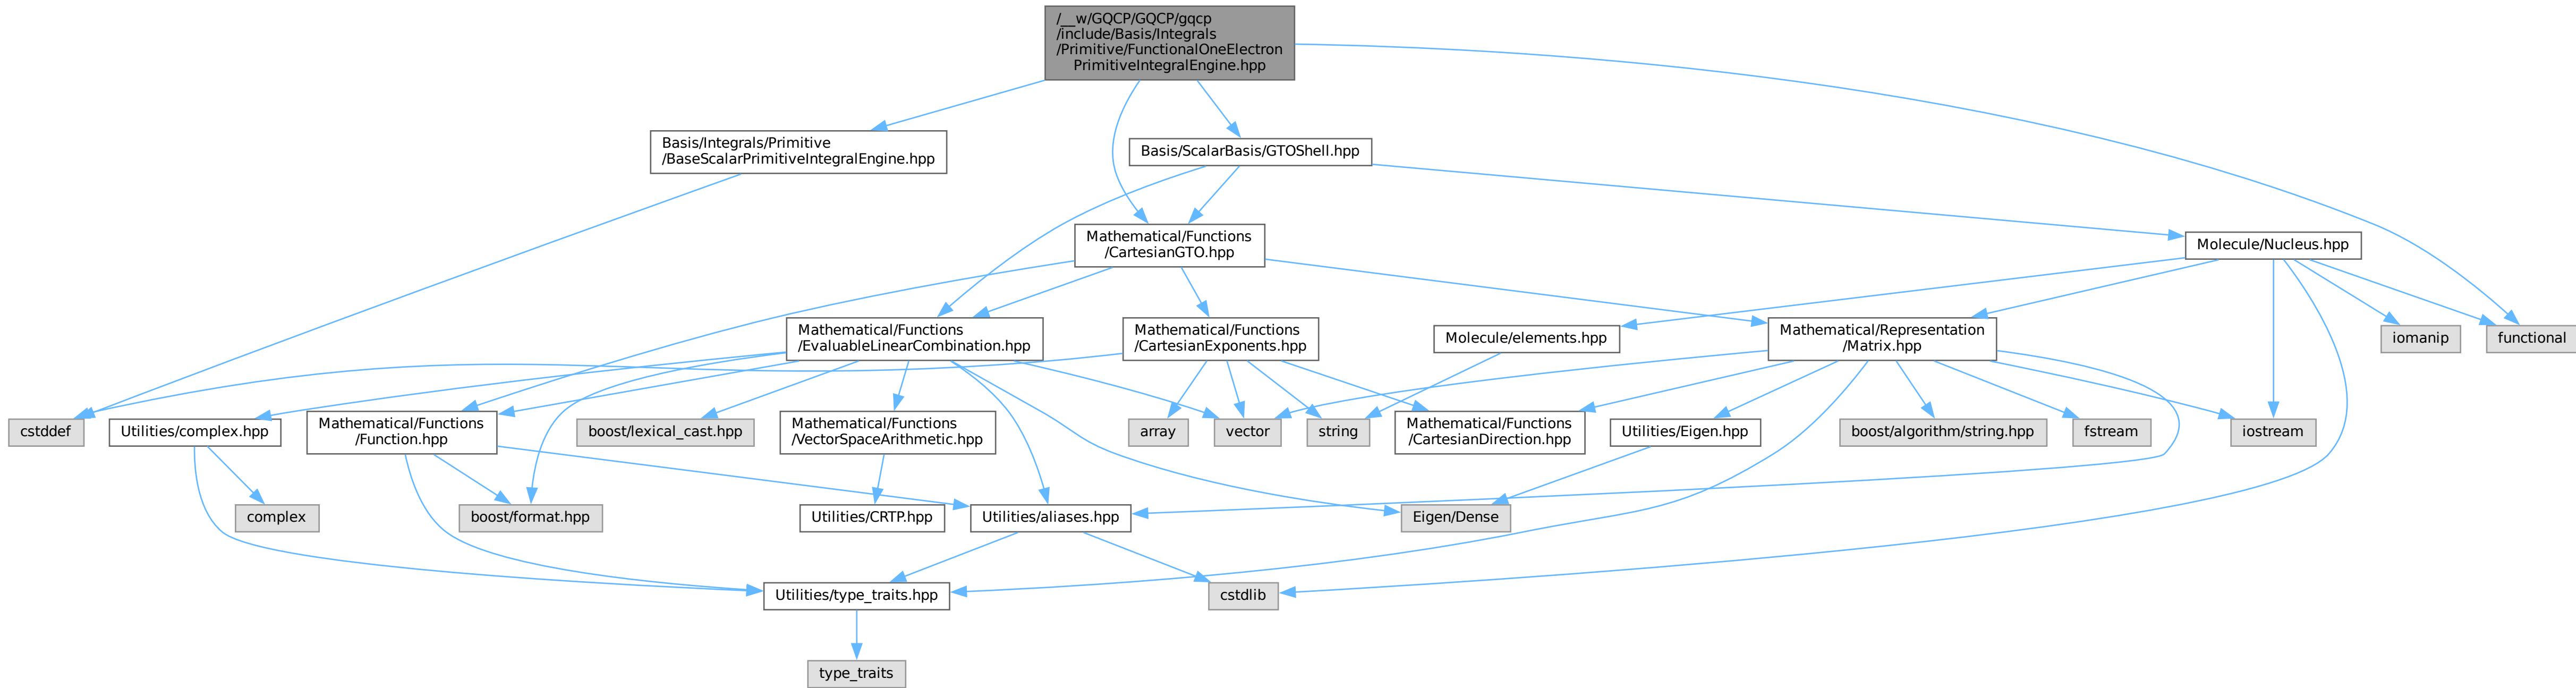 /__w/GQCP/GQCP/gqcp
/include/Basis/Integrals
/Primitive/FunctionalOneElectron
PrimitiveIntegralEngine.hpp
Basis/Integrals/Primitive
/BaseScalarPrimitiveIntegralEngine.hpp
Basis/ScalarBasis/GTOShell.hpp
Mathematical/Functions
/CartesianGTO.hpp
Molecule/Nucleus.hpp
Mathematical/Functions
/EvaluableLinearCombination.hpp
Mathematical/Functions
/CartesianExponents.hpp
Molecule/elements.hpp
Mathematical/Representation
/Matrix.hpp
iomanip
functional
cstddef
Utilities/complex.hpp
Mathematical/Functions
/Function.hpp
boost/lexical_cast.hpp
Mathematical/Functions
/VectorSpaceArithmetic.hpp
array
vector
string
Mathematical/Functions
/CartesianDirection.hpp
Utilities/Eigen.hpp
boost/algorithm/string.hpp
fstream
iostream
complex
boost/format.hpp
Utilities/CRTP.hpp
Utilities/aliases.hpp
Eigen/Dense
Utilities/type_traits.hpp
cstdlib
type_traits